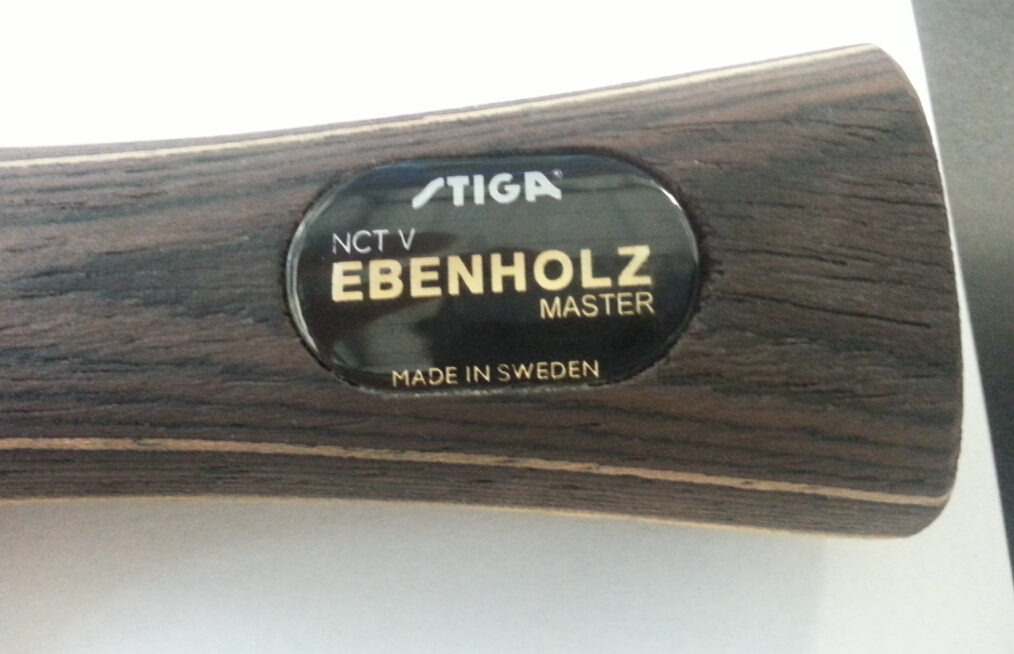 STIGA®
NCT V
EBENHOLZ
MASTER
MADE IN SWEDEN